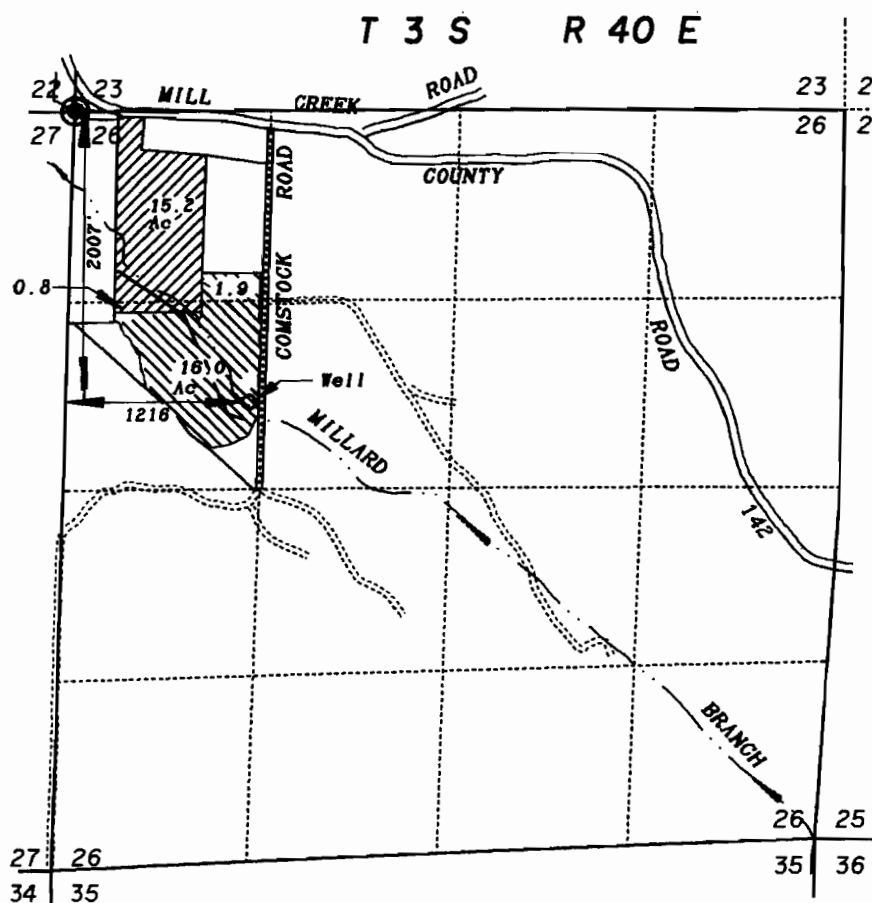 T 3 S R 40 E
22 23
27 26
MILL CREEK ROAD
23 2
26 2
COUNTY
ROAD
142
15.2
Ac
2007
0.8
1.9
COMSTOCK ROAD
16.0
Ac
Well
1216
MILLARD
BRANCH
26 25
35 36
27 26
34 35